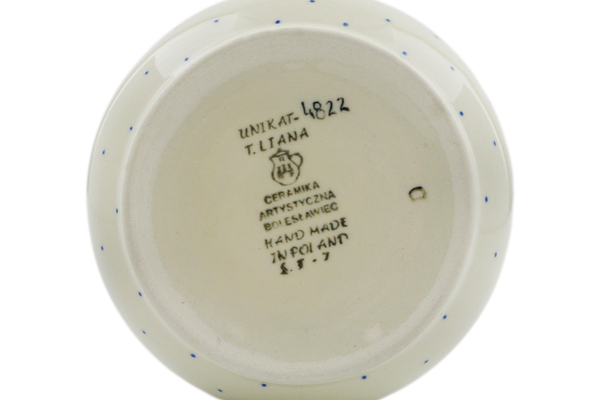 UNIKAT-4822
T. LIANA
CERAMIKA
ARTYSTYCZNA
BOLESŁAWIEC
HAND MADE
IN POLAND